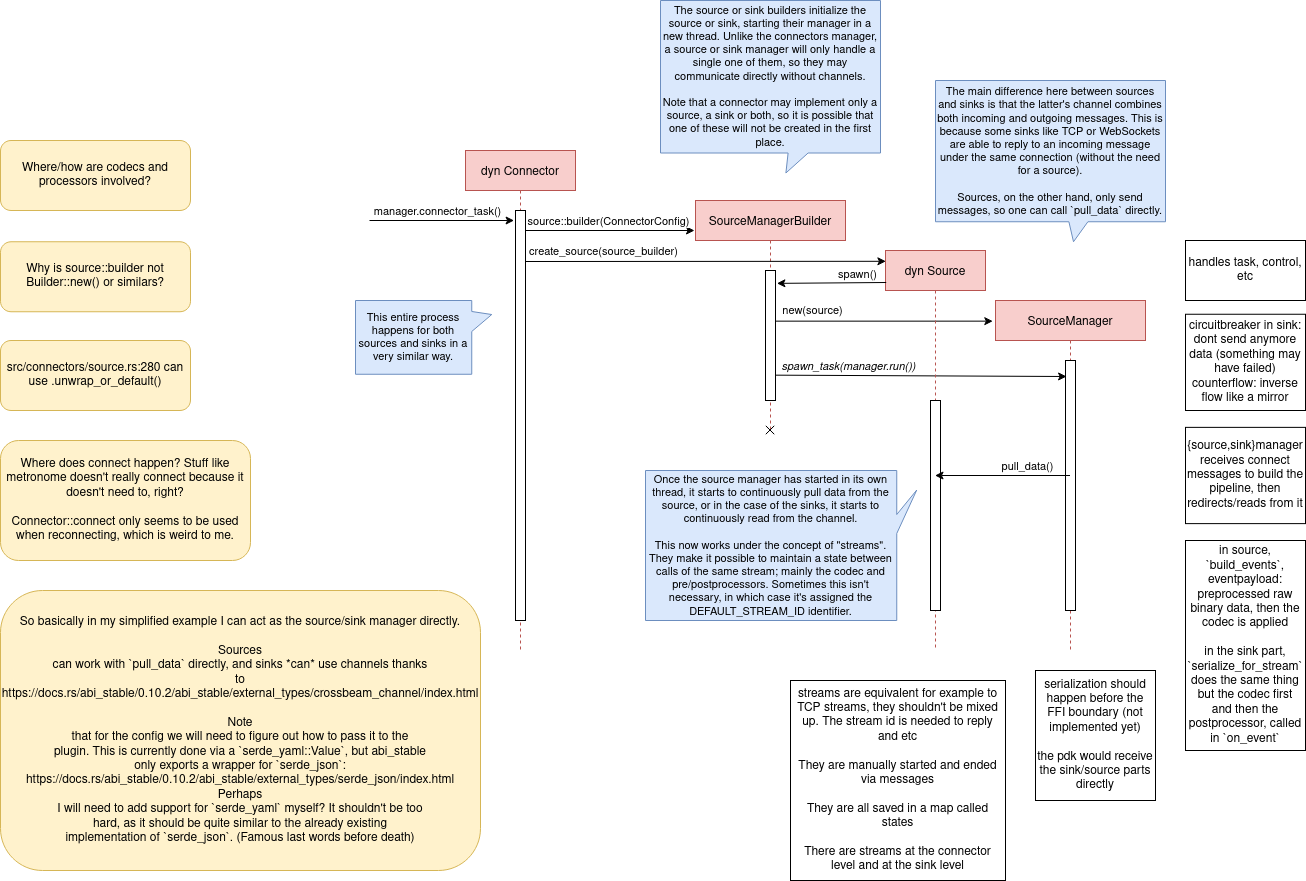 The source or sink builders initialize the
source or sink, starting their manager in a
new thread. Unlike the connectors manager,
a source or sink manager will only handle a
single one of them, so they may
communicate directly without channels.
Note that a connector may implement only a
source, a sink or both, so it is possible that
one of these will not be created in the first
place.
The main difference here between sources
and sinks is that the latter's channel combines
both incoming and outgoing messages. This is
because some sinks like TCP or WebSockets
are able to reply to an incoming message
under the same connection (without the need
for a source).
Sources, on the other hand, only send
messages, so one can call `pull_data` directly.
Where/how are codecs and
processors involved?
Why is source::builder not
Builder::new() or similars?
src/connectors/source.rs:280 can
use .unwrap_or_default()
Where does connect happen? Stuff like
metronome doesn't really connect because it
doesn't need to, right?
Connector::connect only seems to be used
when reconnecting, which is weird to me.
So basically in my simplified example I can act as the source/sink manager directly.
Sources
can work with `pull_data` directly, and sinks *can* use channels thanks
to
https://docs.rs/abi_stable/0.10.2/abi_stable/external_types/crossbeam_channel/index.html
Note
that for the config we will need to figure out how to pass it to the
plugin. This is currently done via a `serde_yaml::Value`, but abi_stable
only exports a wrapper for `serde_json`:
https://docs.rs/abi_stable/0.10.2/abi_stable/external_types/serde_json/index.html
Perhaps
I will need to add support for `serde_yaml` myself? It shouldn't be too
hard, as it should be quite similar to the already existing
implementation of `serde_json`. (Famous last words before death)
dyn Connector
manager.connector_task()
source::builder(ConnectorConfig)
SourceManagerBuilder
create_source(source_builder)
dyn Source
spawn()
new(source)
SourceManager
spawn_task(manager.run())
pull_data()
This entire process
happens for both
sources and sinks in a
very similar way.
Once the source manager has started in its own
thread, it starts to continuously pull data from the
source, or in the case of the sinks, it starts to
continuously read from the channel.
This now works under the concept of "streams".
They make it possible to maintain a state between
calls of the same stream; mainly the codec and
pre/postprocessors. Sometimes this isn't
necessary, in which case it's assigned the
DEFAULT_STREAM_ID identifier.
handles task, control,
etc
circuitbreaker in sink:
dont send anymore
data (something may
have failed)
counterflow: inverse
flow like a mirror
{source,sink}manager
receives connect
messages to build the
pipeline, then
redirects/reads from it
in source,
`build_events`,
eventpayload:
preprocessed raw
binary data, then the
codec is applied
in the sink part,
`serialize_for_stream`
does the same thing
but the codec first
and then the
postprocessor, called
in `on_event`
streams are equivalent for example to
TCP streams, they shouldn't be mixed
up. The stream id is needed to reply
and etc
They are manually started and ended
via messages
They are all saved in a map called
states
There are streams at the connector
level and at the sink level
serialization should
happen before the
FFI boundary (not
implemented yet)
the pdk would receive
the sink/source parts
directly